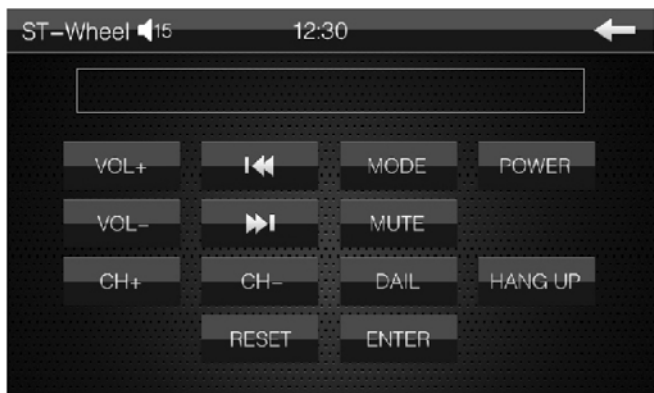 ST-Wheel 15 12:30
VOL+ MODE POWER
VOL- MUTE
CH+ CH- DAIL HANG UP
RESET ENTER